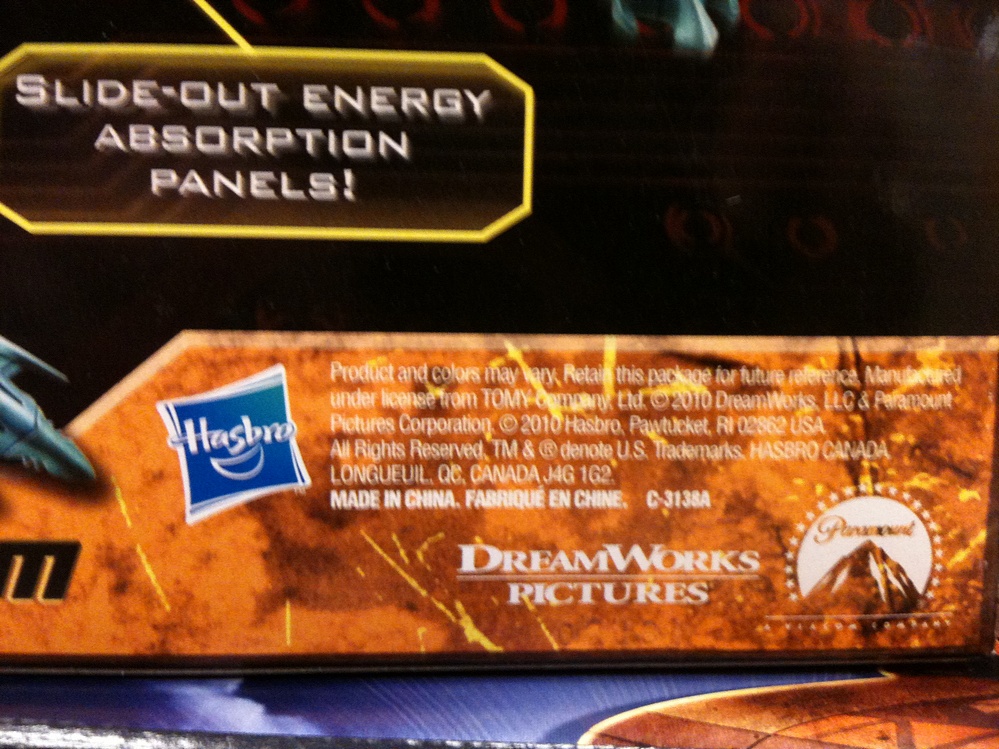 SLIDE-OUT ENERGY
ABSORPTION
PANELS!
Hasbro
Product and colors may vary. Retain this package for future reference. Manufactured
under license from TOMY Company, Ltd. © 2010 DreamWorks, LLC & Paramount
Pictures Corporation. © 2010 Hasbro, Pawtucket, RI 02862 USA.
All Rights Reserved. TM & ® denote U.S. Trademarks. HASBRO CANADA,
LONGUEUIL, QC, CANADA J4G 1G2.
MADE IN CHINA. FABRIQUÉ EN CHINE. C-3138A
DREAMWORKS
PICTURES
Paramount
A VIACOM COMPANY